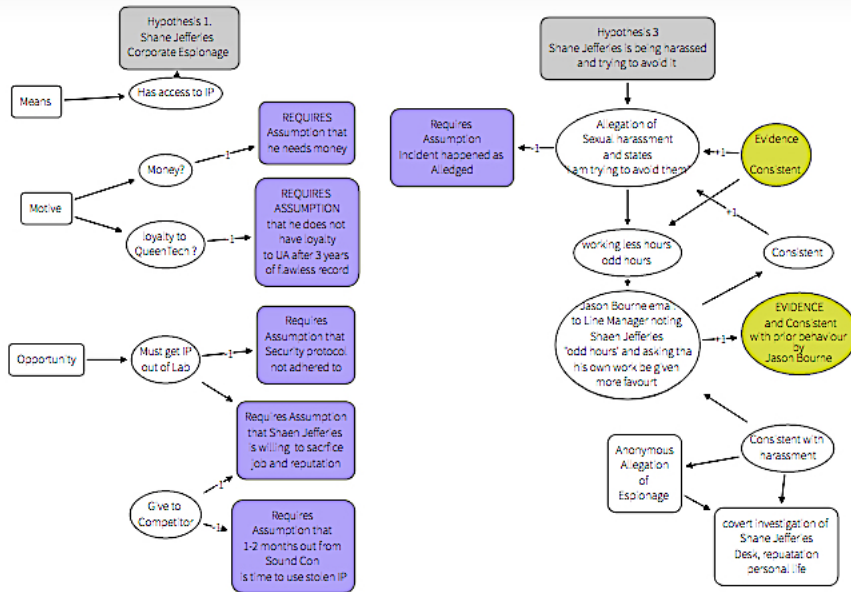 Hypothesis 1.
Shane Jefferies
Corporate Espionage
Means
Has access to IP
REQUIRES
Assumption that
he needs money
Money?
-1
Motive
loyalty to
QueenTech ?
-1
REQUIRES
ASSUMPTION
that he does not
have loyalty
to UA after 3 years
of flawless record
Opportunity
Must get IP
out of Lab
-1
Requires
Assumption that
Security protocol
not adhered to
Requires Assumption
that Shaen Jefferies
is willing to sacrfice
job and reputation
-1
Give to
Competitor
-1
Requires
Assumption that
1-2 months out from
Sound Con
is time to use stolen IP
Hypothesis 3
Shane Jefferies is being harassed
and trying to avoid it
Requires
Assumption
Incident happened as
Alledged
-1
Allegation of
Sexual harassment
and states
I am trying to avoid them"
+1
Evidence
Consistent
+1
working less hours
odd hours
Consistent
Jason Bourne email
to Line Manager noting
Shaen Jefferies
"odd hours' and asking tha
his own work be given
more favourt
+1
EVIDENCE
and Consistent
with prior behaviour
by
Jason Bourne
Consistent with
harassment
Anonymous
Allegation
of
Espionage
covert investigation of
Shane Jefferies
Desk, repuatation
personal life